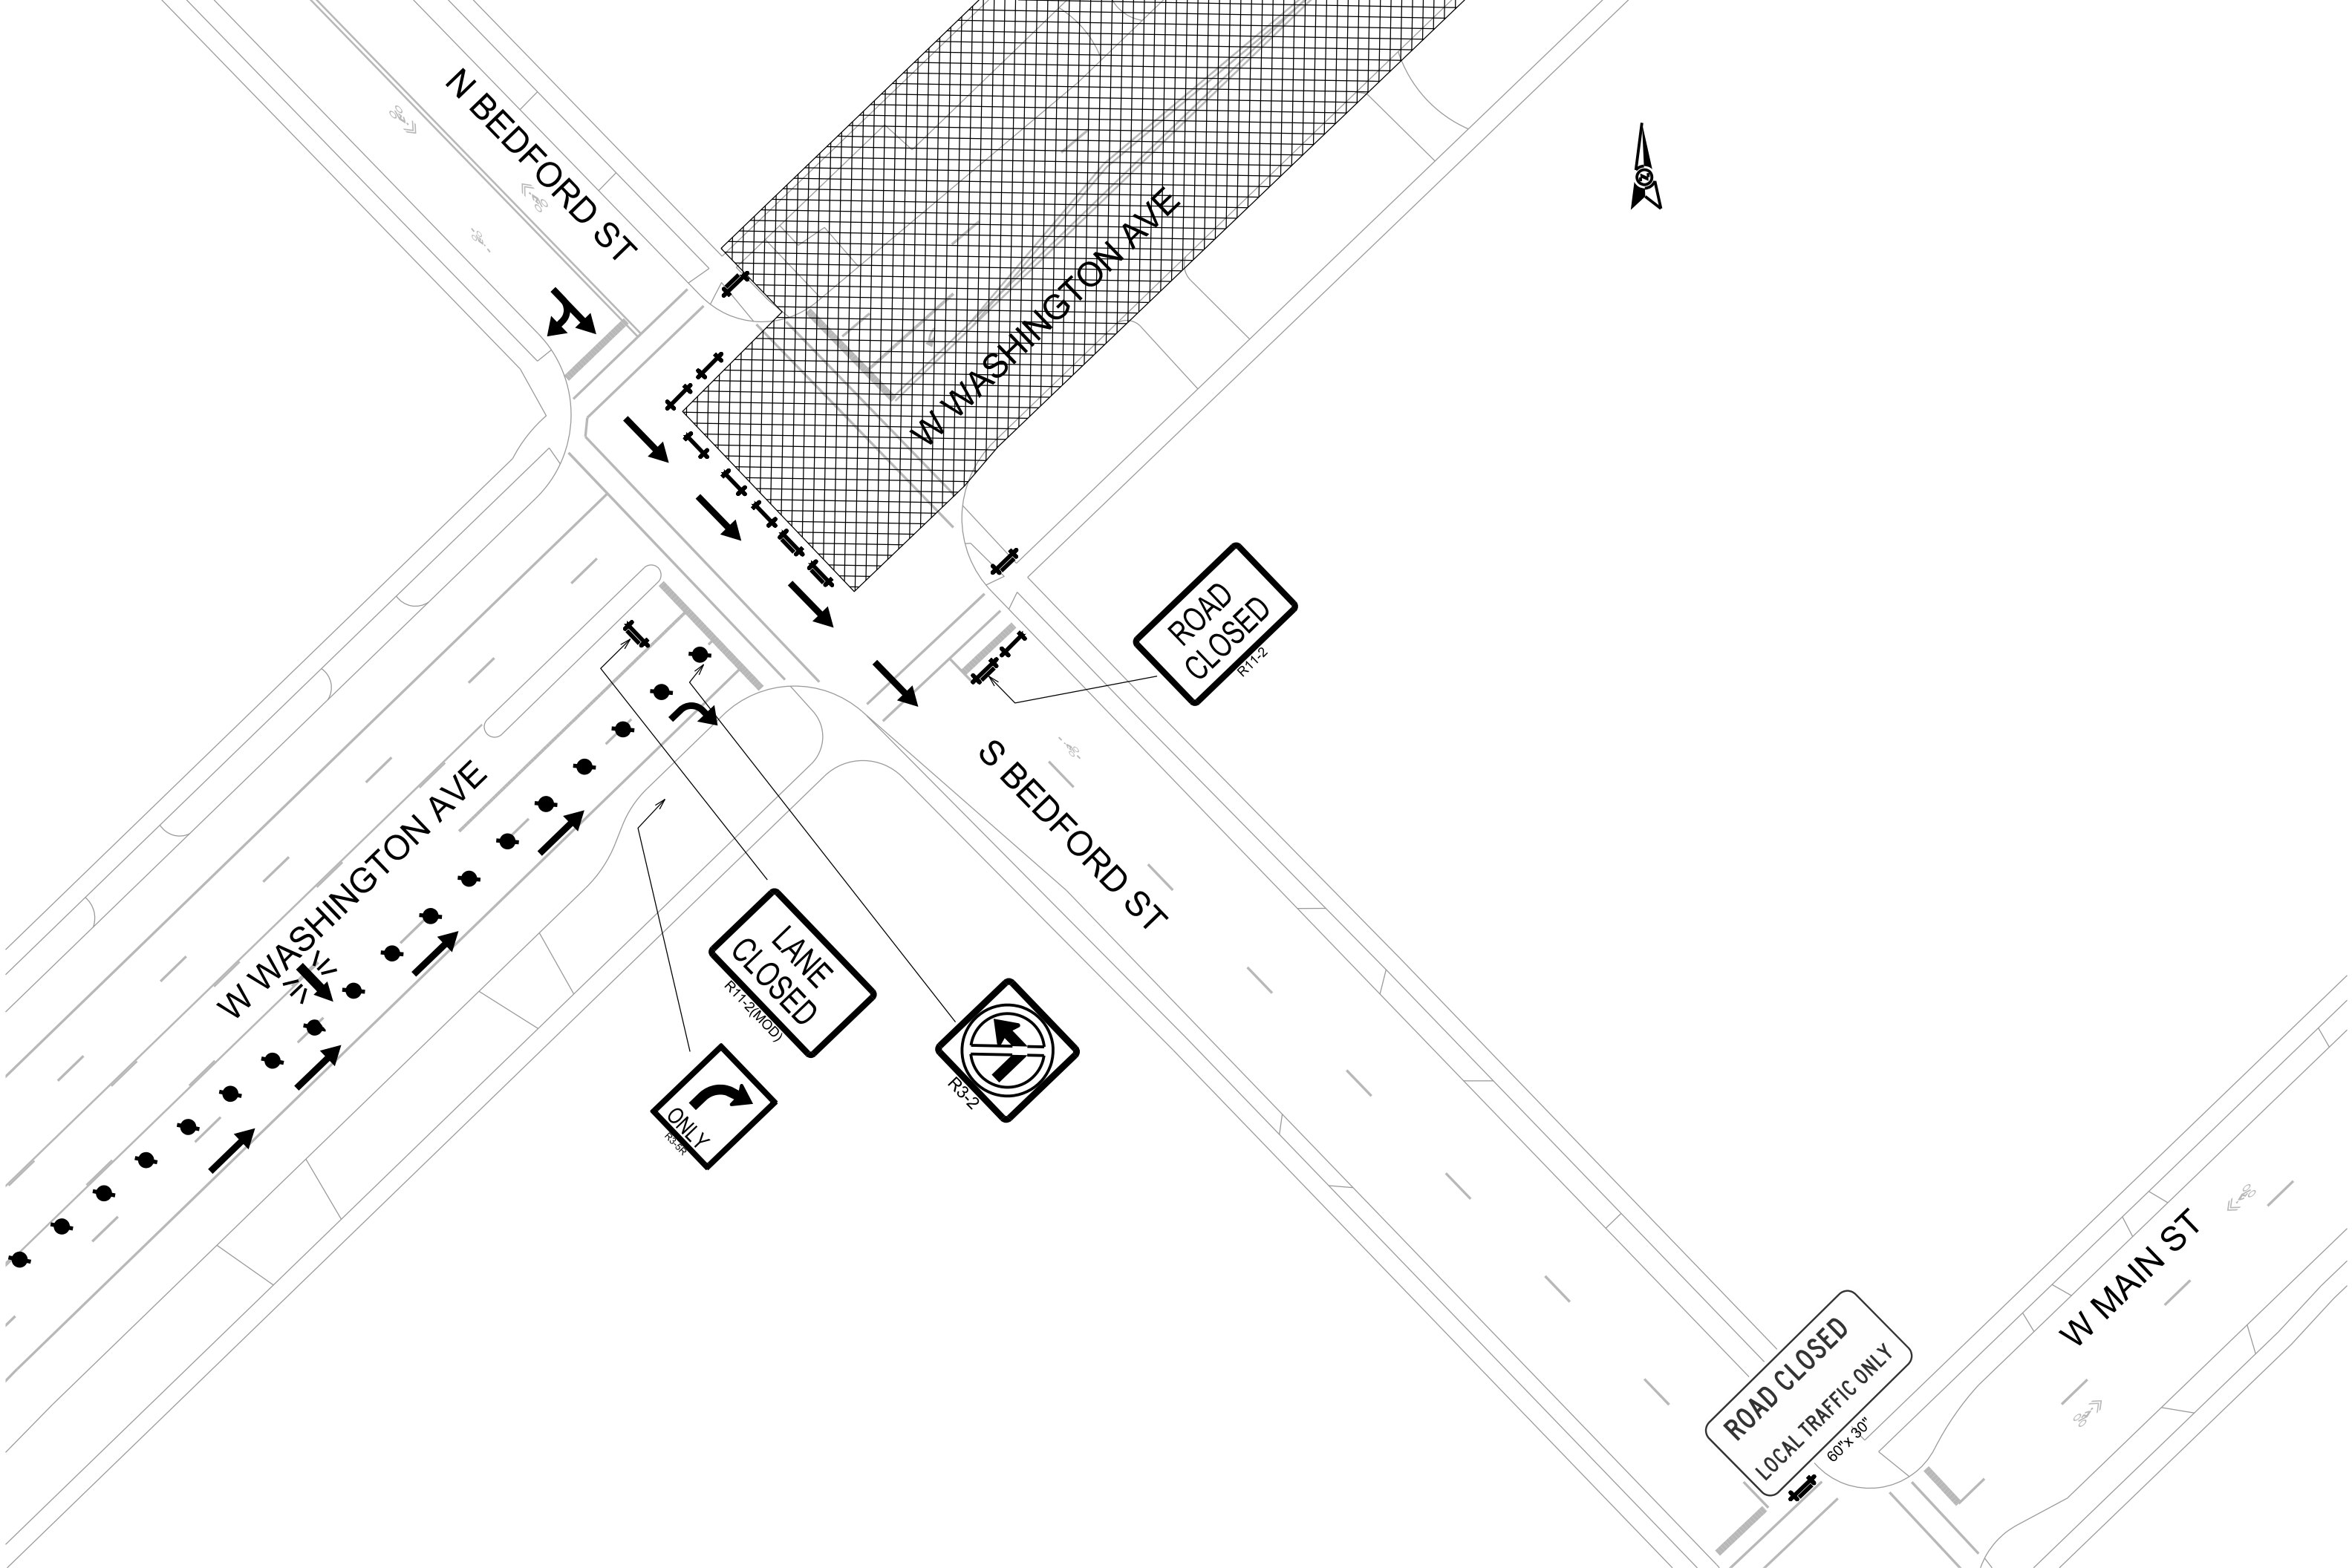 N BEDFORD ST
W WASHINGTON AVE
N
ROAD
CLOSED
R11-2
S BEDFORD ST
W WASHINGTON AVE
LANE
CLOSED
R11-2(MOD)
R3-2
ONLY
R3-5R
W MAIN ST
ROAD CLOSED
LOCAL TRAFFIC ONLY
60"x 30"